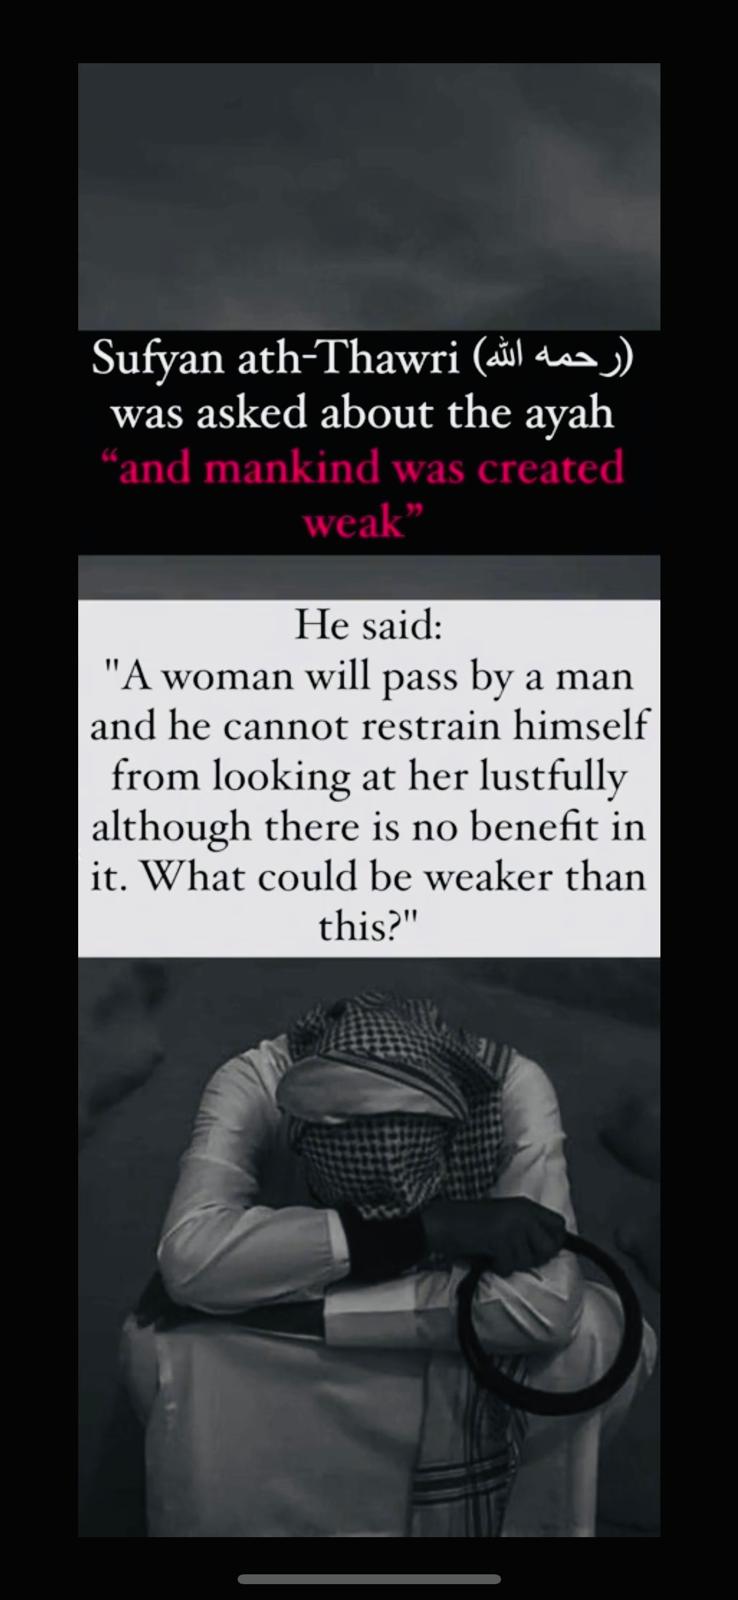 Sufyan ath-Thawri (رحمه الله)
was asked about the ayah
“and mankind was created
weak”
He said:
"A woman will pass by a man
and he cannot restrain himself
from looking at her lustfully
although there is no benefit in
it. What could be weaker than
this?"